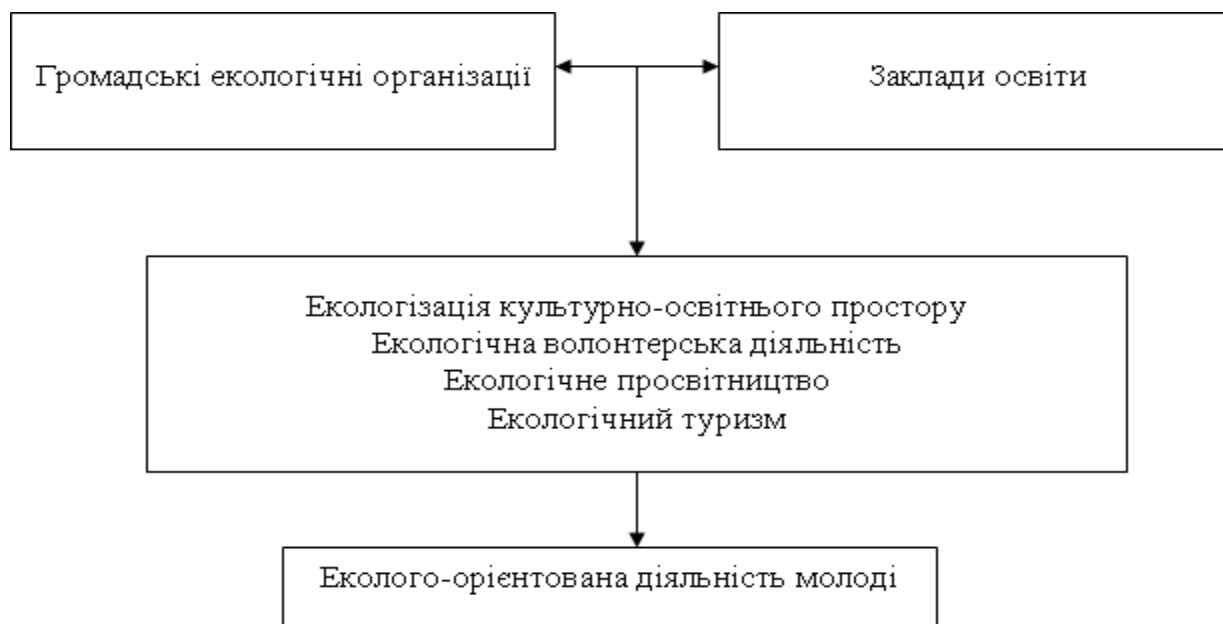 Громадські екологічні організації
Заклади освіти
Екологізація культурно-освітнього простору
Екологічна волонтерська діяльність
Екологічне просвітництво
Екологічний туризм
Еколого-орієнтована діяльність молоді